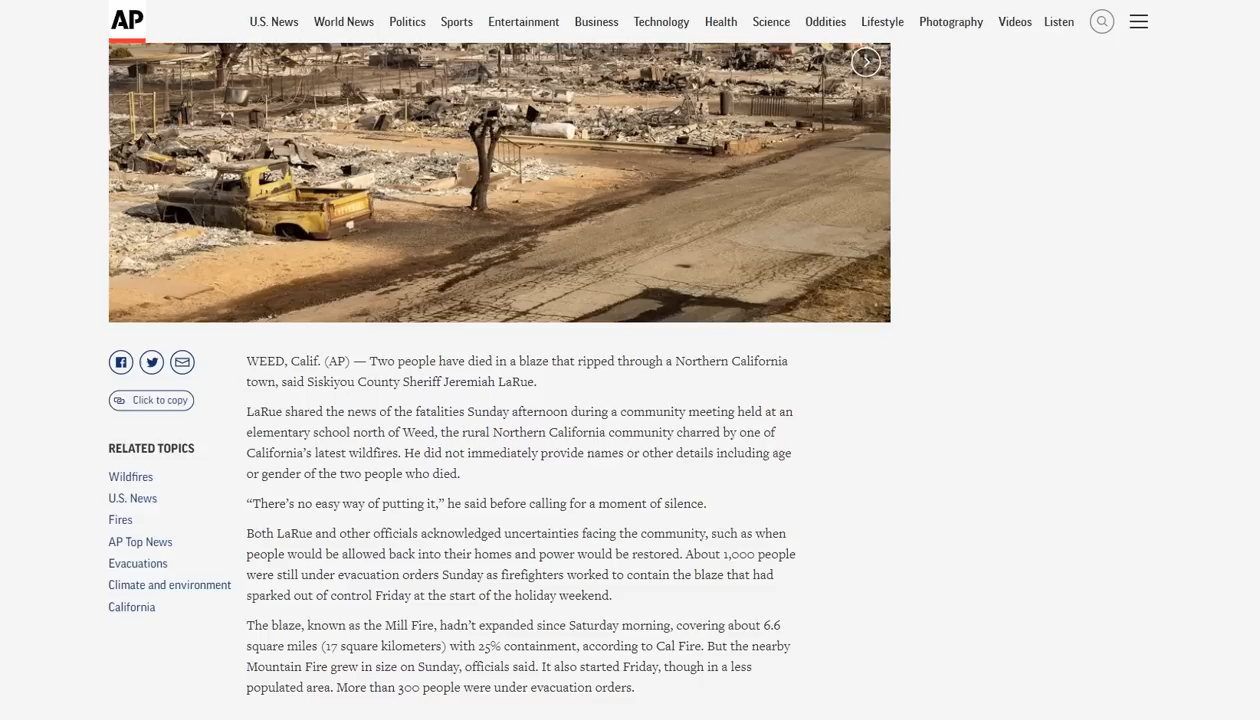 AP
U.S. News World News Politics Sports Entertainment Business Technology Health Science Oddities Lifestyle Photography Videos Listen
WEED, Calif. (AP) — Two people have died in a blaze that ripped through a Northern California
town, said Siskiyou County Sheriff Jeremiah LaRue.
Click to copy
LaRue shared the news of the fatalities Sunday afternoon during a community meeting held at an
elementary school north of Weed, the rural Northern California community charred by one of
California’s latest wildfires. He did not immediately provide names or other details including age
or gender of the two people who died.
RELATED TOPICS
Wildfires
U.S. News
Fires
AP Top News
Evacuations
Climate and environment
California
“There’s no easy way of putting it,” he said before calling for a moment of silence.
Both LaRue and other officials acknowledged uncertainties facing the community, such as when
people would be allowed back into their homes and power would be restored. About 1,000 people
were still under evacuation orders Sunday as firefighters worked to contain the blaze that had
sparked out of control Friday at the start of the holiday weekend.
The blaze, known as the Mill Fire, hadn’t expanded since Saturday morning, covering about 6.6
square miles (17 square kilometers) with 25% containment, according to Cal Fire. But the nearby
Mountain Fire grew in size on Sunday, officials said. It also started Friday, though in a less
populated area. More than 300 people were under evacuation orders.